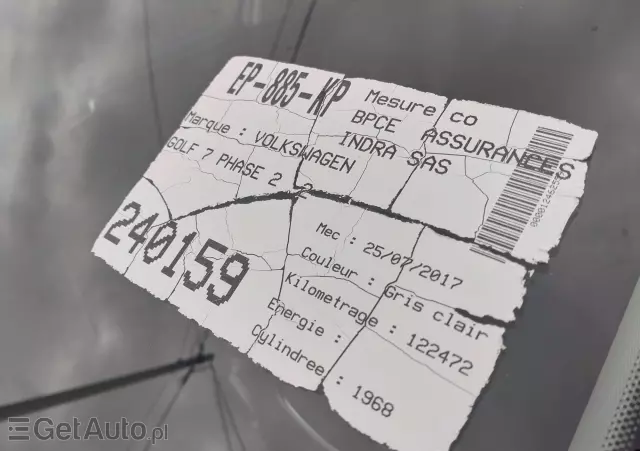 EP-885-KP
Marque : VOLKSWAGEN
GOLF 7 PHASE 2 2
240159
Mesure co
BPCE ASSURANCES
INDRA SAS
Mec : 25/07/2017
Couleur : Gris clair
Kilometrage : 122472
Energie :
Cylindree : 1968
GetAuto.pl